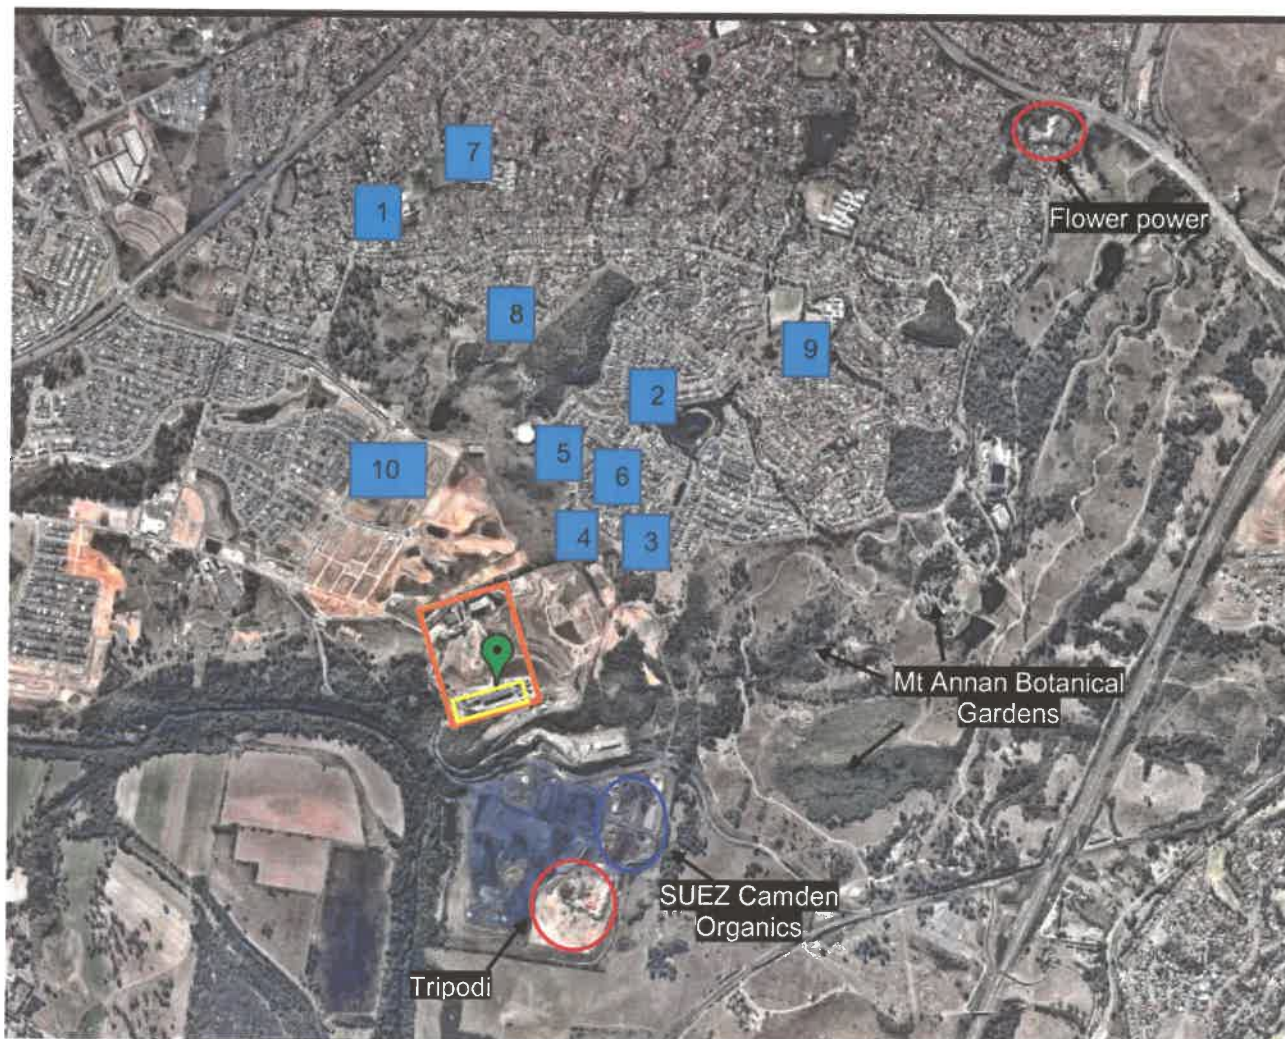 7
1
Flower power
8
9
2
5
10
6
4
3
Mt Annan Botanical
Gardens
SUEZ Camden
Organics
Tripodi